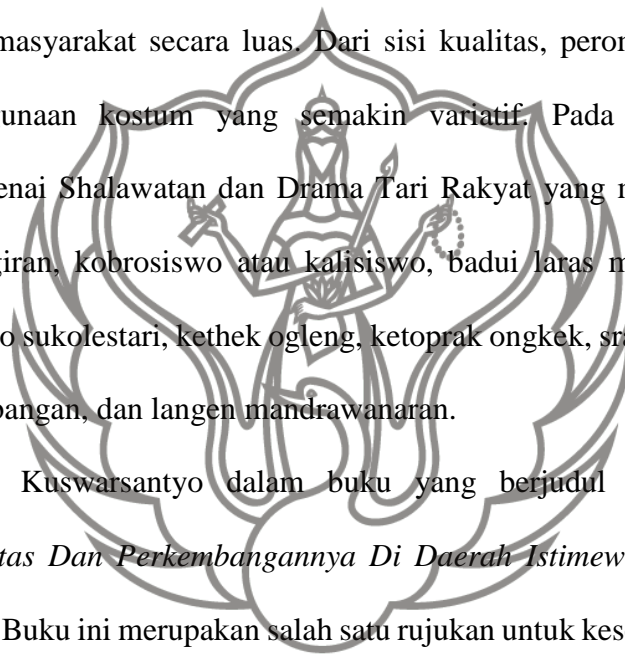 masyarakat secara luas. Dari sisi kualitas, peron
unaan kostum yang semakin variatif. Pada
enai Shalawatan dan Drama Tari Rakyat yang
giran, kobrosiswo atau kalisiswo, badui laras
o sukolestari, kethek ogleng, ketoprak ongkek,
bangan, dan langen mandrawanaran.
Kuswarsantyo dalam buku yang berjudul
tas Dan Perkembangannya Di Daerah Istimew
Buku ini merupakan salah satu rujukan untuk kes